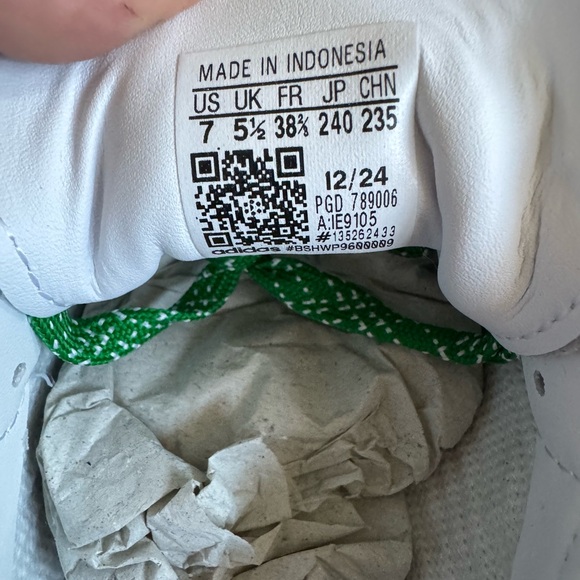 MADE IN INDONESIA
US UK FR JP CHN
7 5½ 38⅔ 240 235
12/24
PGD 789006
A:IE9105
#135262433
adidas #BSHWP9600009